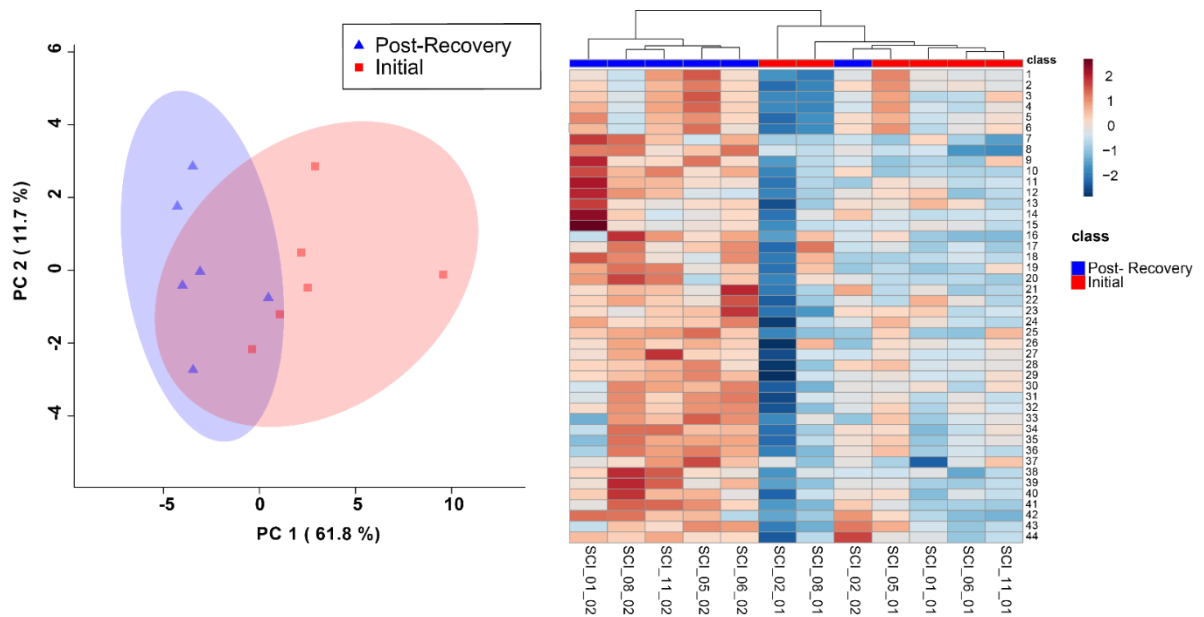 Post-Recovery
Initial
6
4
2
0
-2
-4
PC 2 ( 11.7 %)
-5
0
5
10
PC 1 ( 61.8 %)
class
1
2
3
4
5
6
7
8
9
10
11
12
13
14
15
16
17
18
19
20
21
22
23
24
25
26
27
28
29
30
31
32
33
34
35
36
37
38
39
40
41
42
43
44
SCI_01_02
SCI_08_02
SCI_11_02
SCI_05_02
SCI_06_02
SCI_02_01
SCI_08_01
SCI_02_02
SCI_05_01
SCI_01_01
SCI_06_01
SCI_11_01
2
1
0
−1
−2
class
Post- Recovery
Initial